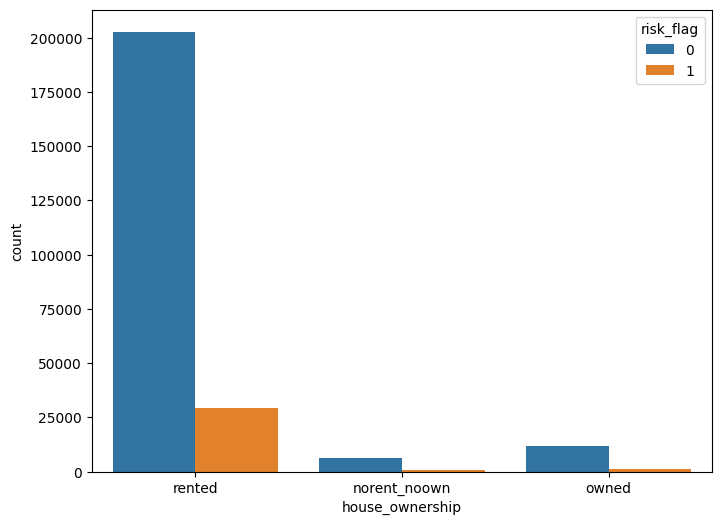 risk_flag
0
1
200000
175000
150000
125000
100000
75000
50000
25000
0
count
rented norent_noown owned
house_ownership